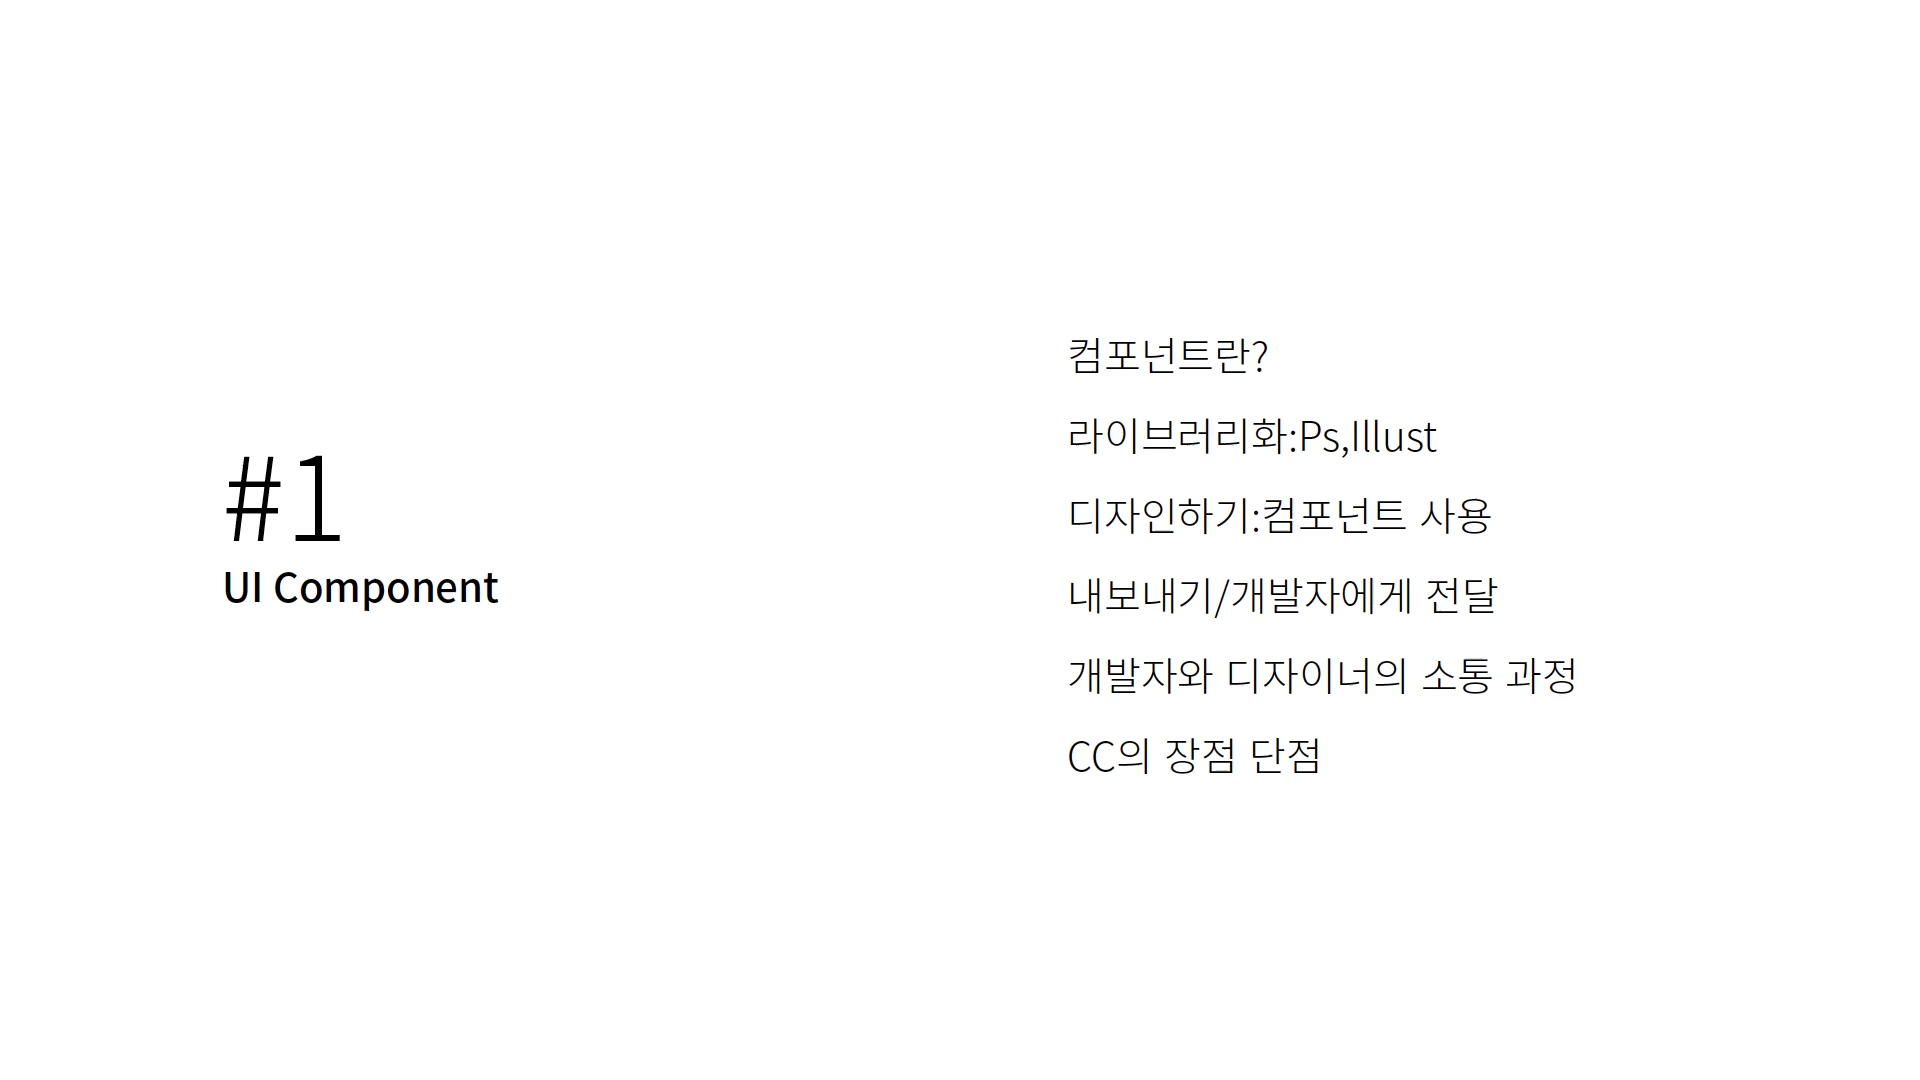 #1
UI Component
컴포넌트란?
라이브러리화:Ps,Illust
디자인하기:컴포넌트 사용
내보내기/개발자에게 전달
개발자와 디자이너의 소통 과정
CC의 장점 단점